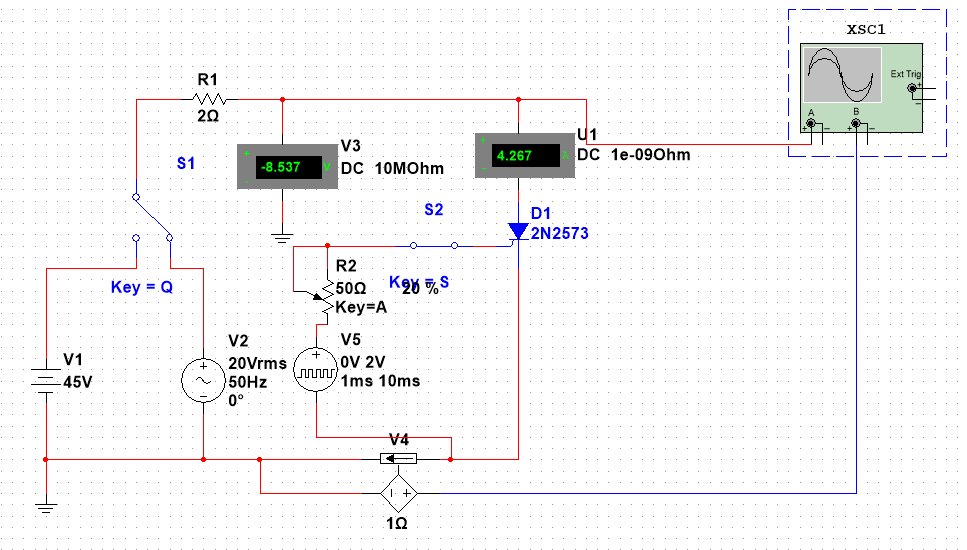 XSC1
Ext Trig
+
-
A
B
+ - + -
R1
2Ω
V3
DC 10MOhm
+
-8.537 V
-
U1
DC 1e-09Ohm
+
4.267 A
-
S1
S2
D1
2N2573
Key = Q
R2
50Ω
Key=A
Key = S
20 %
V1
45V
V2
20Vrms
50Hz
0°
V5
0V 2V
1ms 10ms
V4
1Ω